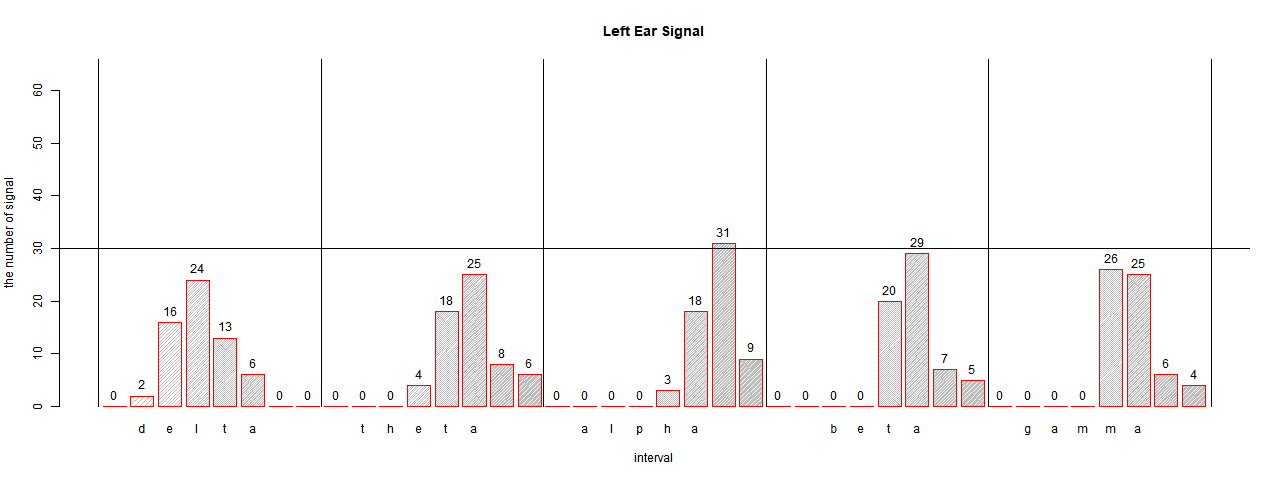 Left Ear Signal
the number of signal
60
50
40
30
20
10
0
0 2 16 24 13 6 0 0
0 0 0 4 18 25 8 6
0 0 0 0 3 18 31 9
0 0 0 0 20 29 7 5
0 0 0 0 26 25 6 4
d e l t a t h e t a a l p h a b e t a g a m m a
interval